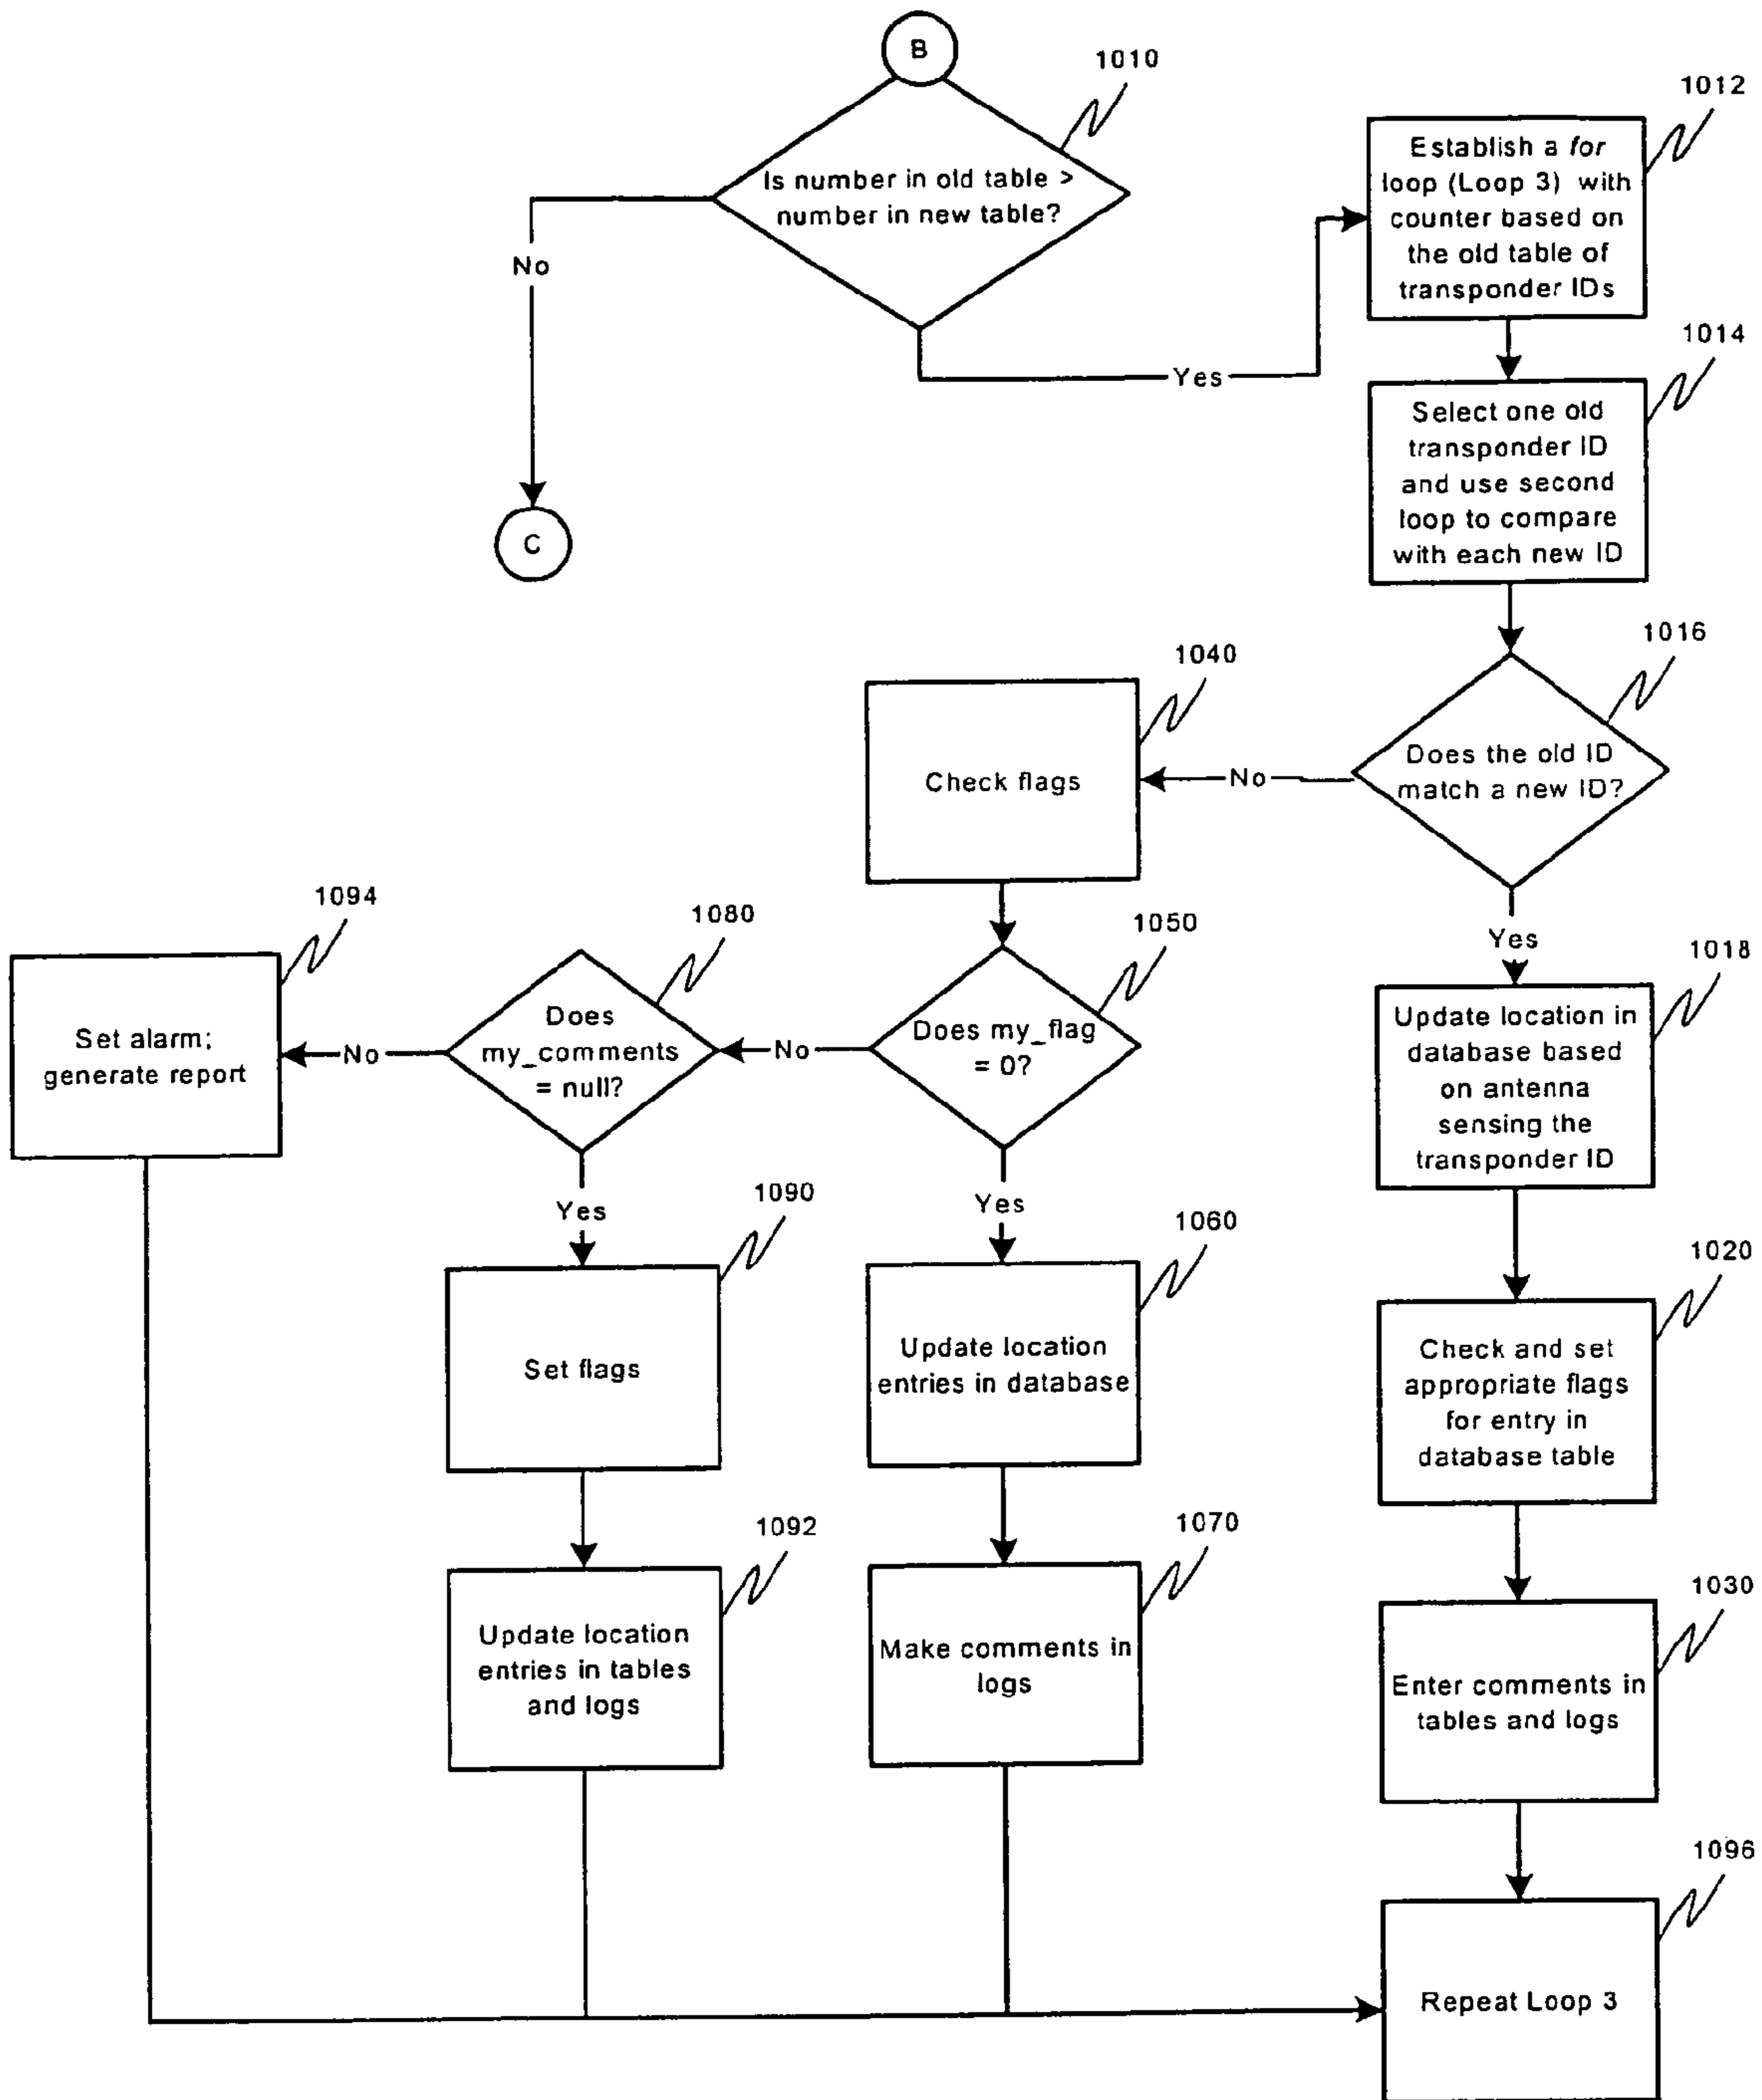 B
1010
Is number in old table >
number in new table?
No
Yes
C
1012
Establish a for
loop (Loop 3) with
counter based on
the old table of
transponder IDs
1014
Select one old
transponder ID
and use second
loop to compare
with each new ID
1016
Does the old ID
match a new ID?
No
Yes
1040
Check flags
1050
Does my_flag
= 0?
No
Yes
1080
Does
my_comments
= null?
No
Yes
1094
Set alarm;
generate report
1018
Update location in
database based
on antenna
sensing the
transponder ID
1090
Set flags
1060
Update location
entries in database
1020
Check and set
appropriate flags
for entry in
database table
1092
Update location
entries in tables
and logs
1070
Make comments in
logs
1030
Enter comments in
tables and logs
1096
Repeat Loop 3